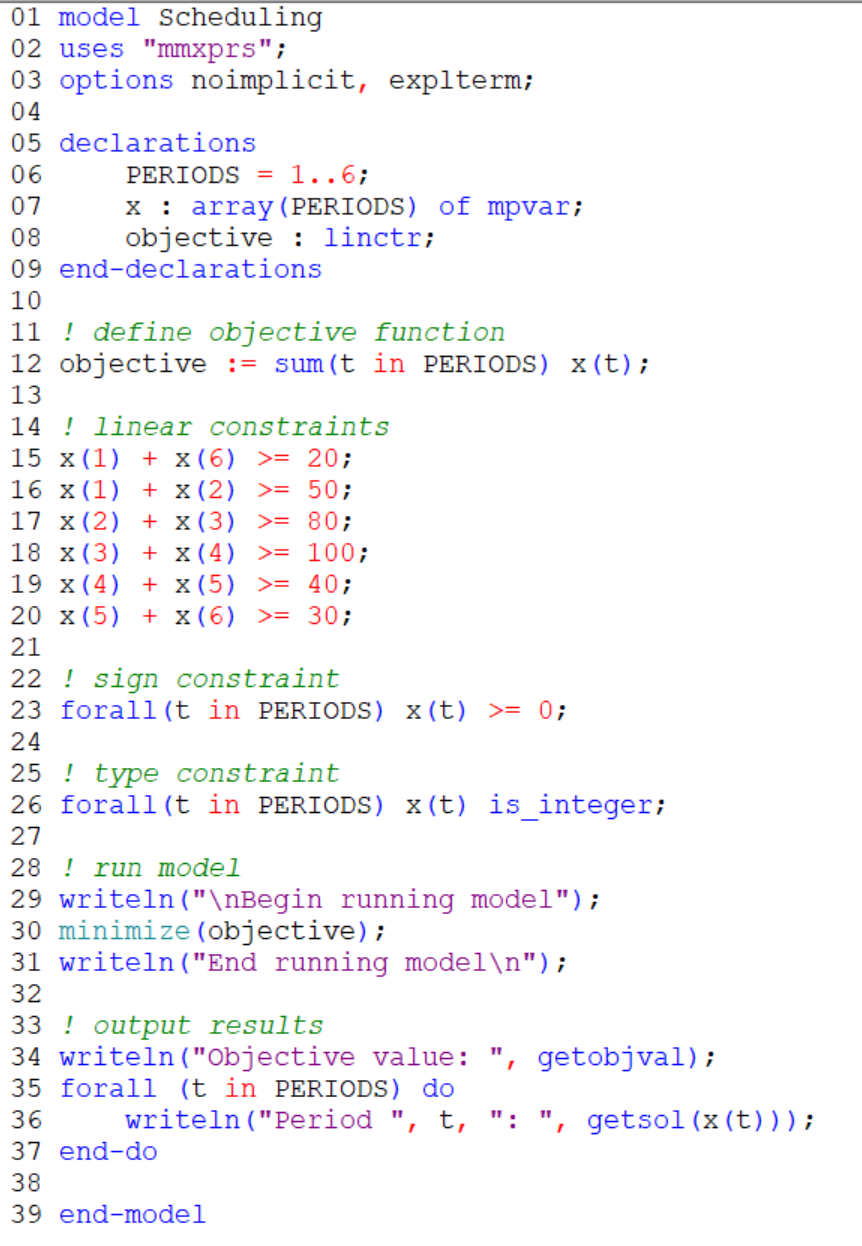 01 model Scheduling
02 uses "mmxprs";
03 options noimplicit, explterm;
04
05 declarations
06     PERIODS = 1..6;
07     x : array(PERIODS) of mpvar;
08     objective : linctr;
09 end-declarations
10
11 ! define objective function
12 objective := sum(t in PERIODS) x(t);
13
14 ! linear constraints
15 x(1) + x(6) >= 20;
16 x(1) + x(2) >= 50;
17 x(2) + x(3) >= 80;
18 x(3) + x(4) >= 100;
19 x(4) + x(5) >= 40;
20 x(5) + x(6) >= 30;
21
22 ! sign constraint
23 forall(t in PERIODS) x(t) >= 0;
24
25 ! type constraint
26 forall(t in PERIODS) x(t) is_integer;
27
28 ! run model
29 writeln("\nBegin running model");
30 minimize(objective);
31 writeln("End running model\n");
32
33 ! output results
34 writeln("Objective value: ", getobjval);
35 forall (t in PERIODS) do
36     writeln("Period ", t, ": ", getsol(x(t)));
37 end-do
38
39 end-model